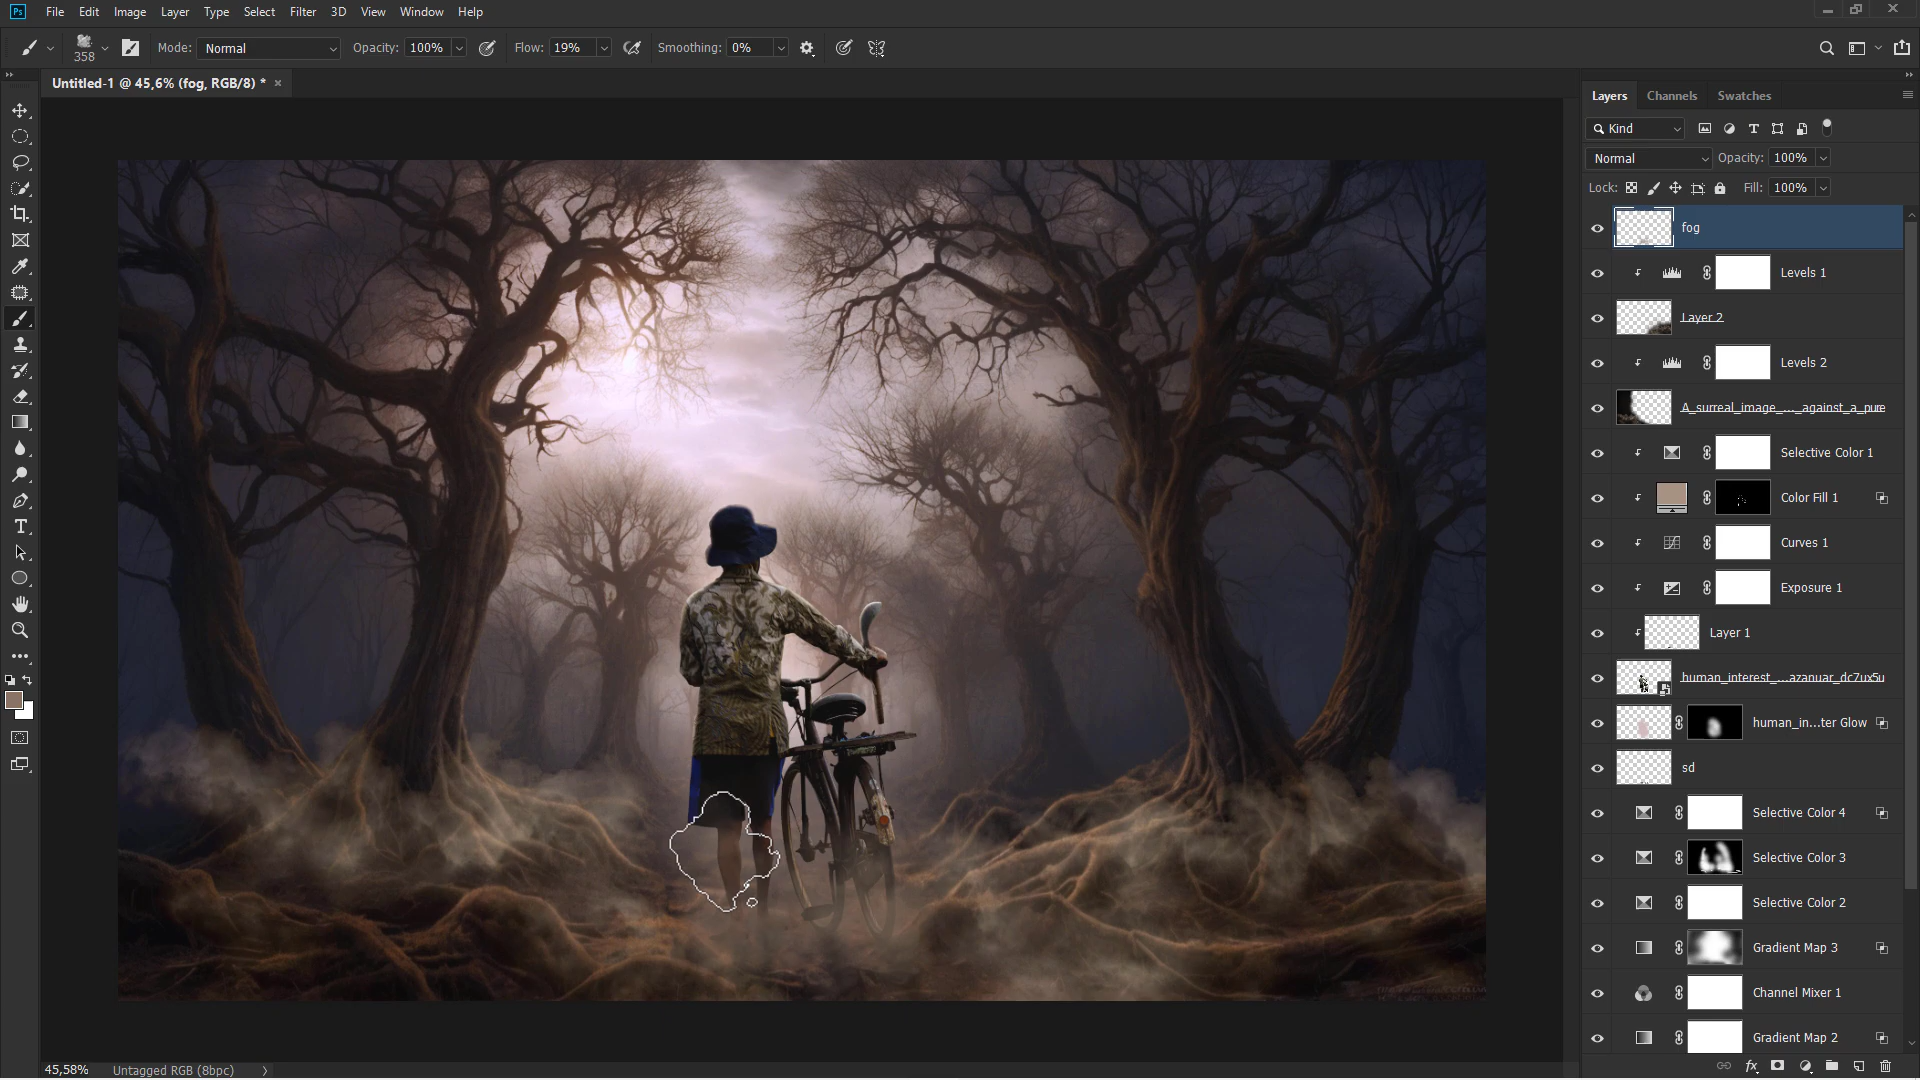 Ps File Edit Image Layer Type Select Filter 3D View Window Help
358 Mode: Normal Opacity: 100% Flow: 19% Smoothing: 0%
Untitled-1 @ 45,6% (fog, RGB/8) * ×
Layers Channels Swatches
Kind
Normal Opacity: 100%
Lock: Fill: 100%
fog
Levels 1
Layer 2
Levels 2
A_surreal_image_..._against_a_pure
Selective Color 1
Color Fill 1
Curves 1
Exposure 1
Layer 1
human_interest_...azanuar_dc7ux5u
human_in...ter Glow
sd
Selective Color 4
Selective Color 3
Selective Color 2
Gradient Map 3
Channel Mixer 1
Gradient Map 2
45,58% Untagged RGB (8bpc)